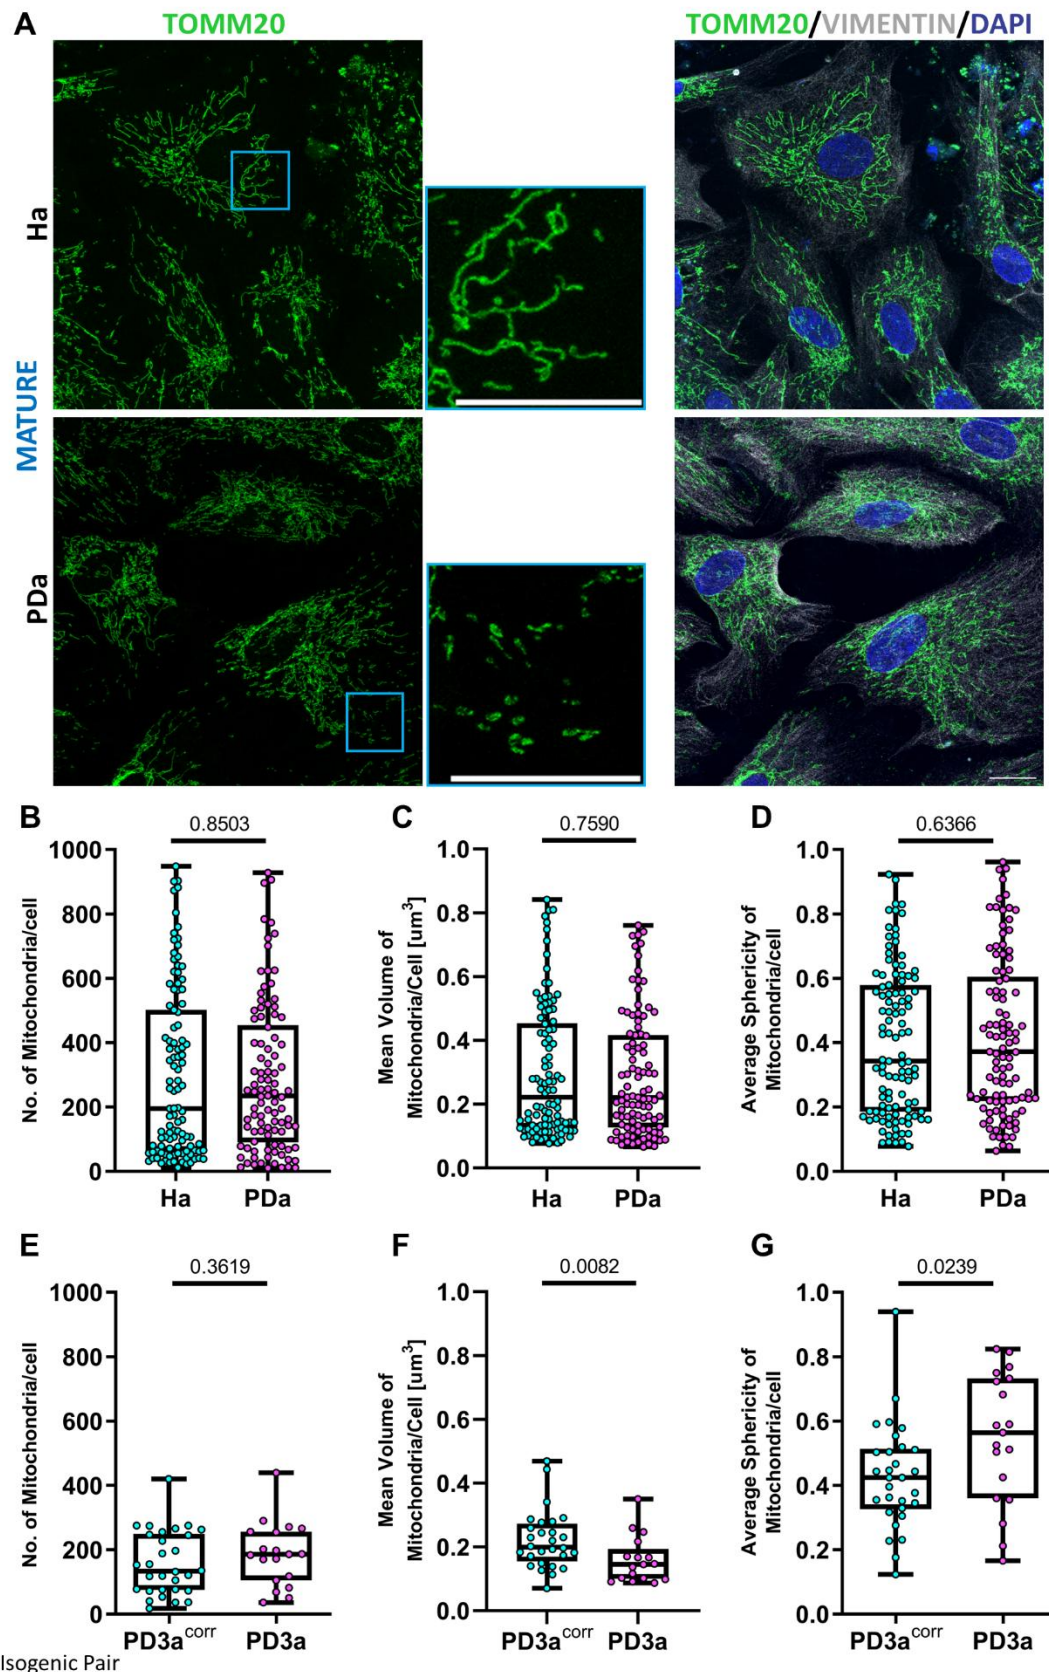 A
TOMM20
TOMM20/VIMENTIN/DAPI
MATURE
Ha
PDa
B
0.8503
No. of Mitochondria/cell
1000
800
600
400
200
0
Ha
PDa
C
0.7590
Mean Volume of
Mitochondria/Cell [um³]
1.0
0.8
0.6
0.4
0.2
0.0
Ha
PDa
D
0.6366
Average Sphericity of
Mitochondria/cell
1.0
0.8
0.6
0.4
0.2
0.0
Ha
PDa
E
0.3619
No. of Mitochondria/cell
1000
800
600
400
200
0
PD3a^corr
PD3a
F
0.0082
Mean Volume of
Mitochondria/Cell [um³]
1.0
0.8
0.6
0.4
0.2
0.0
PD3a^corr
PD3a
G
0.0239
Average Sphericity of
Mitochondria/cell
1.0
0.8
0.6
0.4
0.2
0.0
PD3a^corr
PD3a
Isogenic Pair